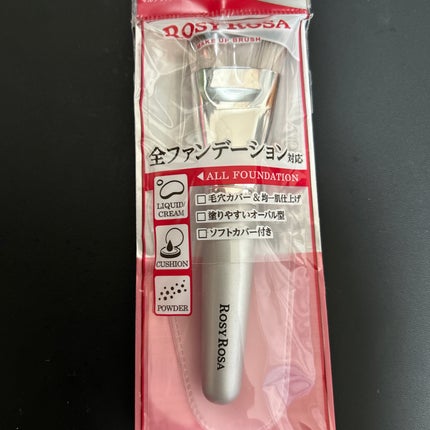 ROSY ROSA
MAKE UP BRUSH
全ファンデーション対応
◀ALL FOUNDATION
LIQUID/
CREAM
□毛穴カバー&均一肌仕上げ
□塗りやすいオーバル型
□ソフトカバー付き
CUSHION
POWDER
ROSY ROSA